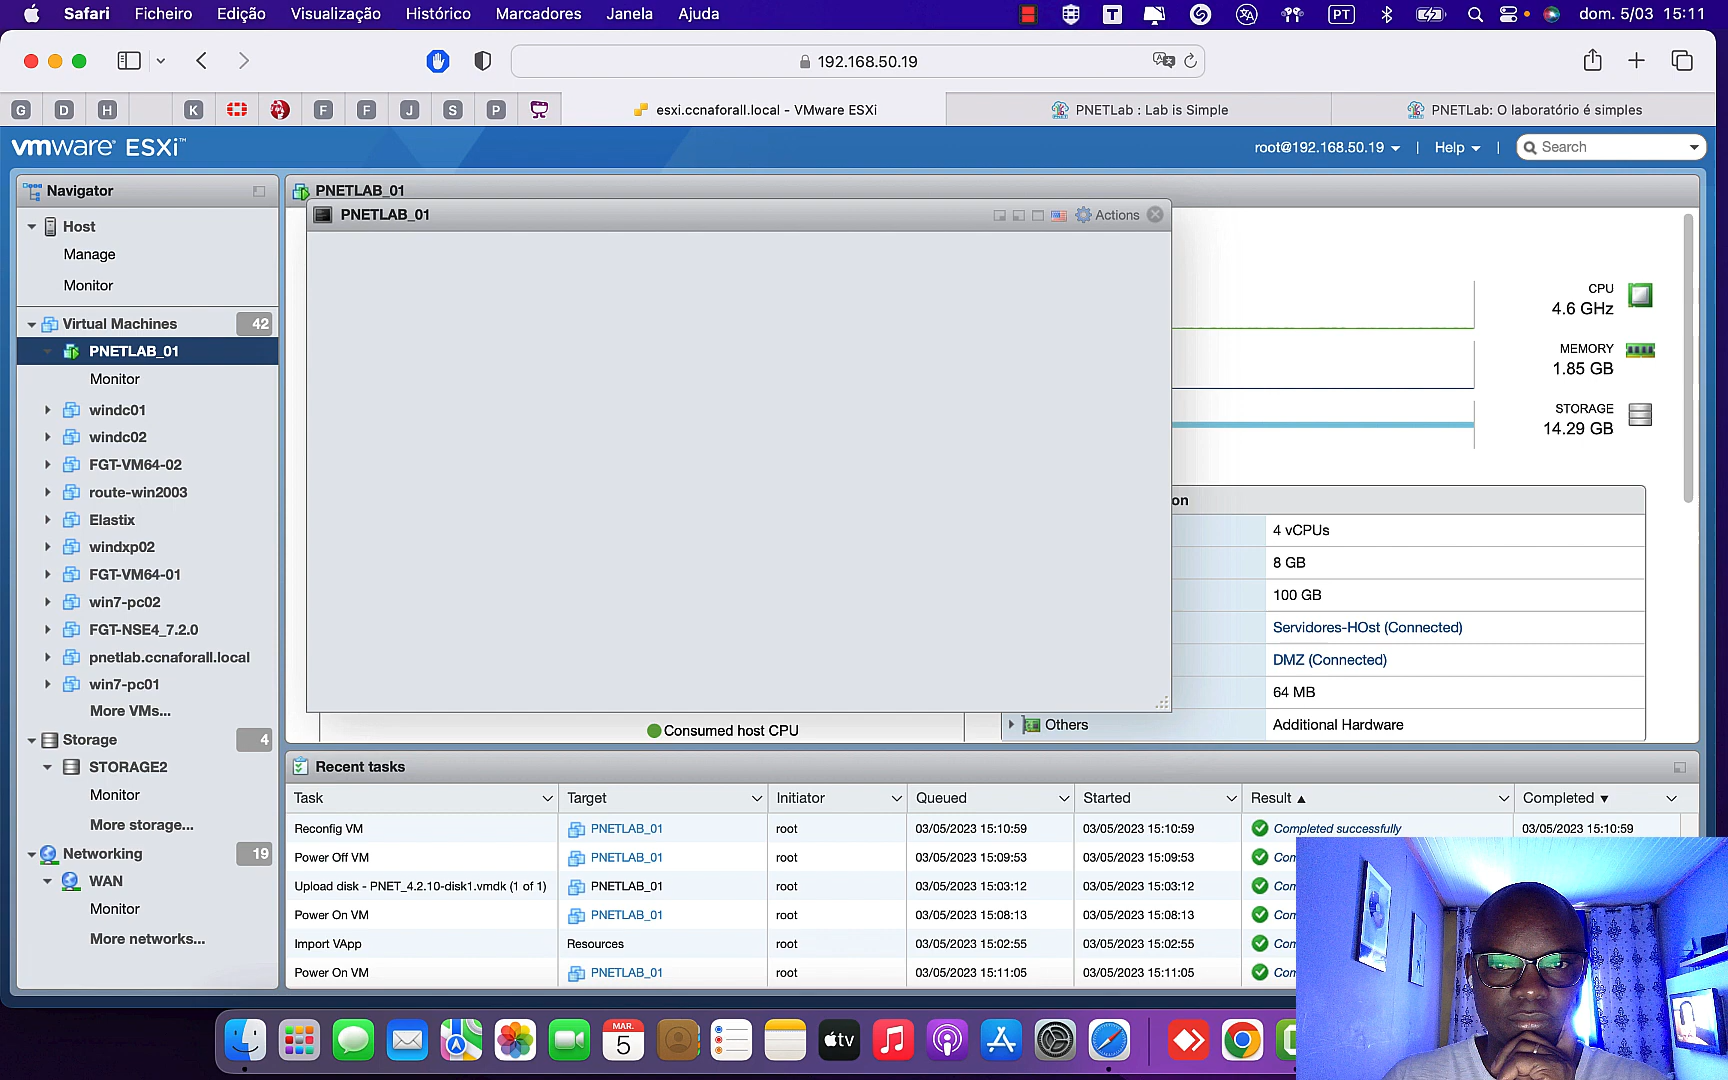 Safari Ficheiro Edição Visualização Histórico Marcadores Janela Ajuda PT dom. 5/03 15:11
192.168.50.19
G D H K F F J S P esxi.ccnaforall.local - VMware ESXi PNETLab : Lab is Simple PNETLab: O laboratório é simples
vmware ESXi™ root@192.168.50.19 | Help | Search
Navigator
Host
Manage
Monitor
Virtual Machines 42
PNETLAB_01
Monitor
windc01
windc02
FGT-VM64-02
route-win2003
Elastix
windxp02
FGT-VM64-01
win7-pc02
FGT-NSE4_7.2.0
pnetlab.ccnaforall.local
win7-pc01
More VMs...
Storage 4
STORAGE2
Monitor
More storage...
Networking 19
WAN
Monitor
More networks...
PNETLAB_01
PNETLAB_01 Actions
CPU
4.6 GHz
MEMORY
1.85 GB
STORAGE
14.29 GB
on
4 vCPUs
8 GB
100 GB
Servidores-HOst (Connected)
DMZ (Connected)
64 MB
Others Additional Hardware
Consumed host CPU
Recent tasks
Task Target Initiator Queued Started Result ▲ Completed ▼
Reconfig VM PNETLAB_01 root 03/05/2023 15:10:59 03/05/2023 15:10:59 Completed successfully 03/05/2023 15:10:59
Power Off VM PNETLAB_01 root 03/05/2023 15:09:53 03/05/2023 15:09:53 Com
Upload disk - PNET_4.2.10-disk1.vmdk (1 of 1) PNETLAB_01 root 03/05/2023 15:03:12 03/05/2023 15:03:12 Com
Power On VM PNETLAB_01 root 03/05/2023 15:08:13 03/05/2023 15:08:13 Com
Import VApp Resources root 03/05/2023 15:02:55 03/05/2023 15:02:55 Com
Power On VM PNETLAB_01 root 03/05/2023 15:11:05 03/05/2023 15:11:05 Com
MAR.
5
tv